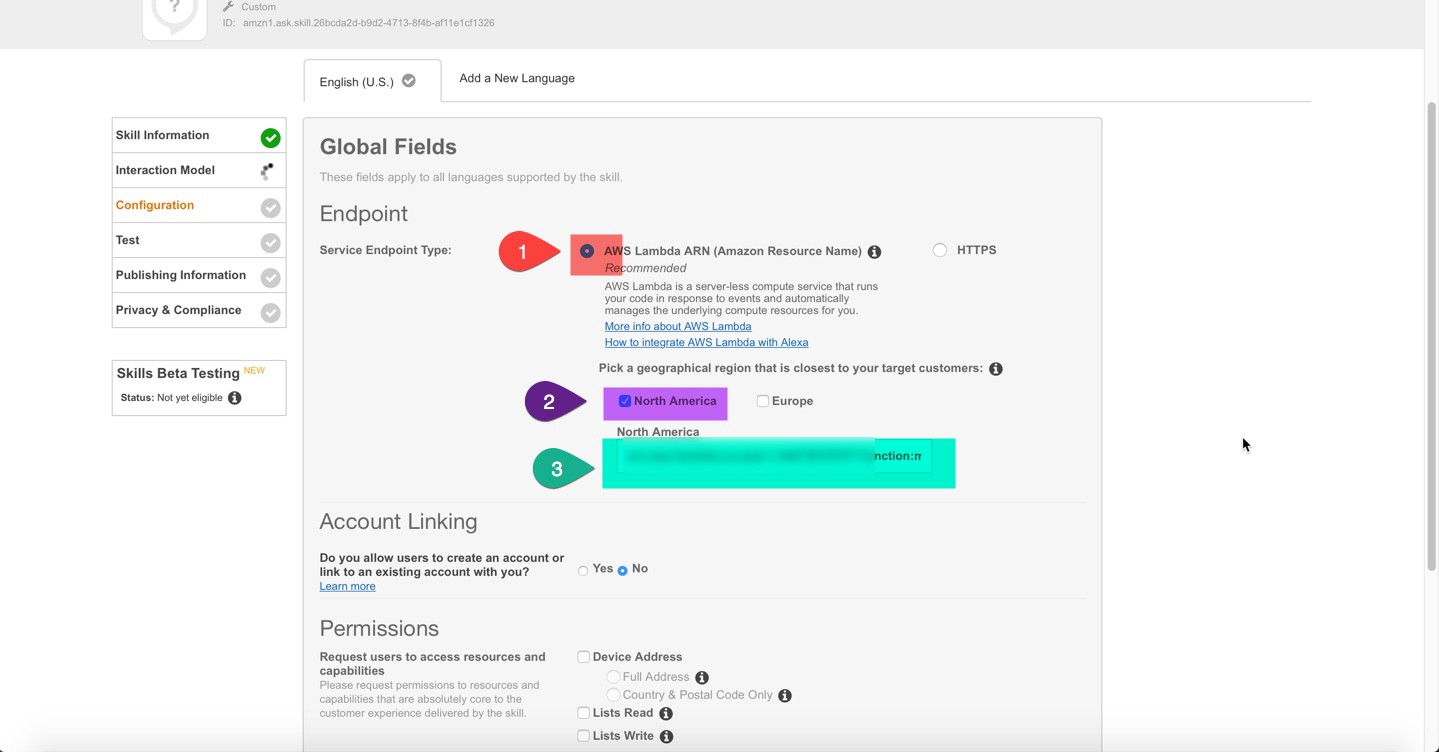 ?
Custom
ID: amzn1.ask.skill.26bcda2d-b9d2-4713-8f4b-af11e1cf1326
English (U.S.)
Add a New Language
Skill Information
Interaction Model
Configuration
Test
Publishing Information
Privacy & Compliance
Skills Beta Testing NEW
Status: Not yet eligible
Global Fields
These fields apply to all languages supported by the skill.
Endpoint
Service Endpoint Type:
1
AWS Lambda ARN (Amazon Resource Name)
HTTPS
Recommended
AWS Lambda is a server-less compute service that runs
your code in response to events and automatically
manages the underlying compute resources for you.
More info about AWS Lambda
How to integrate AWS Lambda with Alexa
Pick a geographical region that is closest to your target customers:
2
North America
Europe
North America
3
nction:m
Account Linking
Do you allow users to create an account or
link to an existing account with you?
Learn more
Yes
No
Permissions
Request users to access resources and
capabilities
Please request permissions to resources and
capabilities that are absolutely core to the
customer experience delivered by the skill.
Device Address
Full Address
Country & Postal Code Only
Lists Read
Lists Write